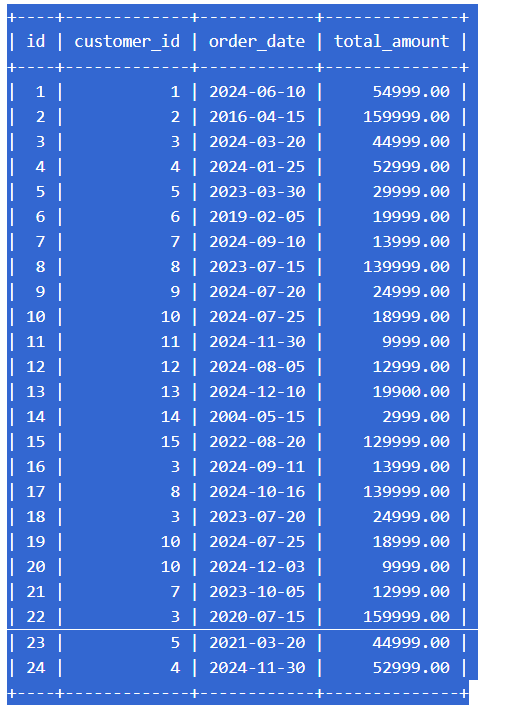 +----+-------------+------------+--------------+
| id | customer_id | order_date | total_amount |
+----+-------------+------------+--------------+
|  1 |           1 | 2024-06-10 |     54999.00 |
|  2 |           2 | 2016-04-15 |    159999.00 |
|  3 |           3 | 2024-03-20 |     44999.00 |
|  4 |           4 | 2024-01-25 |     52999.00 |
|  5 |           5 | 2023-03-30 |     29999.00 |
|  6 |           6 | 2019-02-05 |     19999.00 |
|  7 |           7 | 2024-09-10 |     13999.00 |
|  8 |           8 | 2023-07-15 |    139999.00 |
|  9 |           9 | 2024-07-20 |     24999.00 |
| 10 |          10 | 2024-07-25 |     18999.00 |
| 11 |          11 | 2024-11-30 |      9999.00 |
| 12 |          12 | 2024-08-05 |     12999.00 |
| 13 |          13 | 2024-12-10 |     19900.00 |
| 14 |          14 | 2004-05-15 |      2999.00 |
| 15 |          15 | 2022-08-20 |    129999.00 |
| 16 |           3 | 2024-09-11 |     13999.00 |
| 17 |           8 | 2024-10-16 |    139999.00 |
| 18 |           3 | 2023-07-20 |     24999.00 |
| 19 |          10 | 2024-07-25 |     18999.00 |
| 20 |          10 | 2024-12-03 |      9999.00 |
| 21 |           7 | 2023-10-05 |     12999.00 |
| 22 |           3 | 2020-07-15 |    159999.00 |
| 23 |           5 | 2021-03-20 |     44999.00 |
| 24 |           4 | 2024-11-30 |     52999.00 |
+----+-------------+------------+--------------+